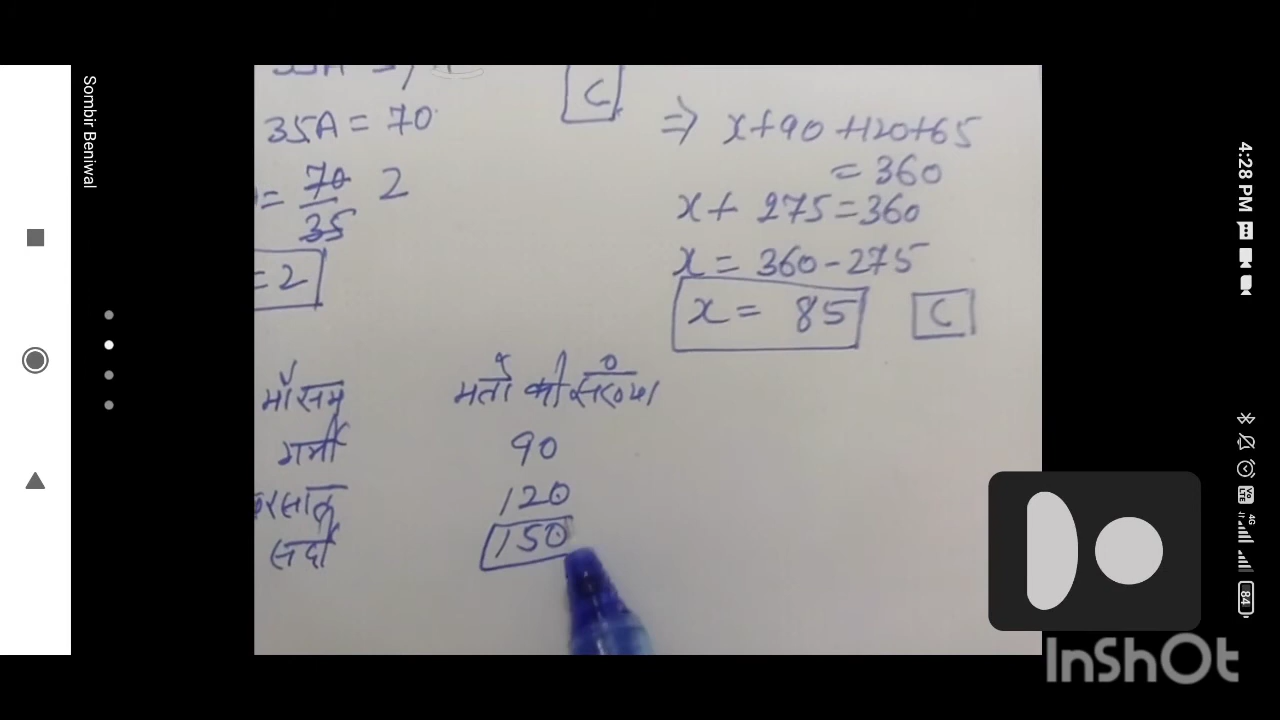 Sombir Beniwal
35A = 70
= 70/35 2
= 2
C
⇒ x+90+120+65
= 360
x+ 275=360
x= 360-275
x= 85
C
मौसम मतों की संख्या
गर्मी 90
बरसात 120
सर्दी 150
4:28 PM
84
InShOt